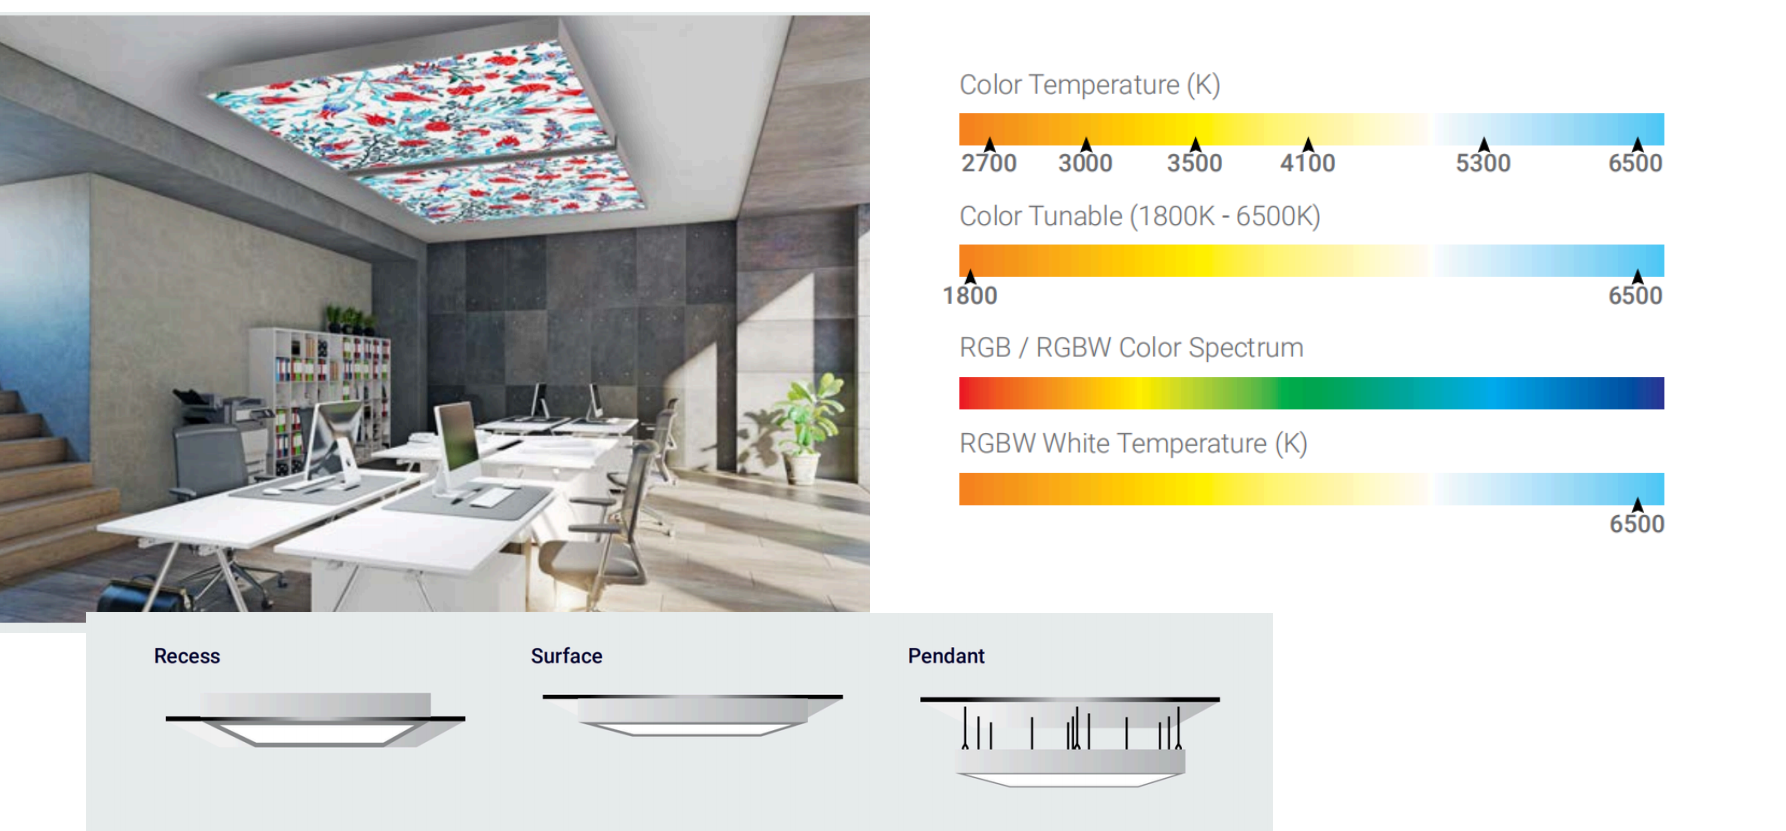 Color Temperature (K)
2700 3000 3500 4100 5300 6500
Color Tunable (1800K - 6500K)
1800 6500
RGB / RGBW Color Spectrum
RGBW White Temperature (K)
6500
Recess Surface Pendant